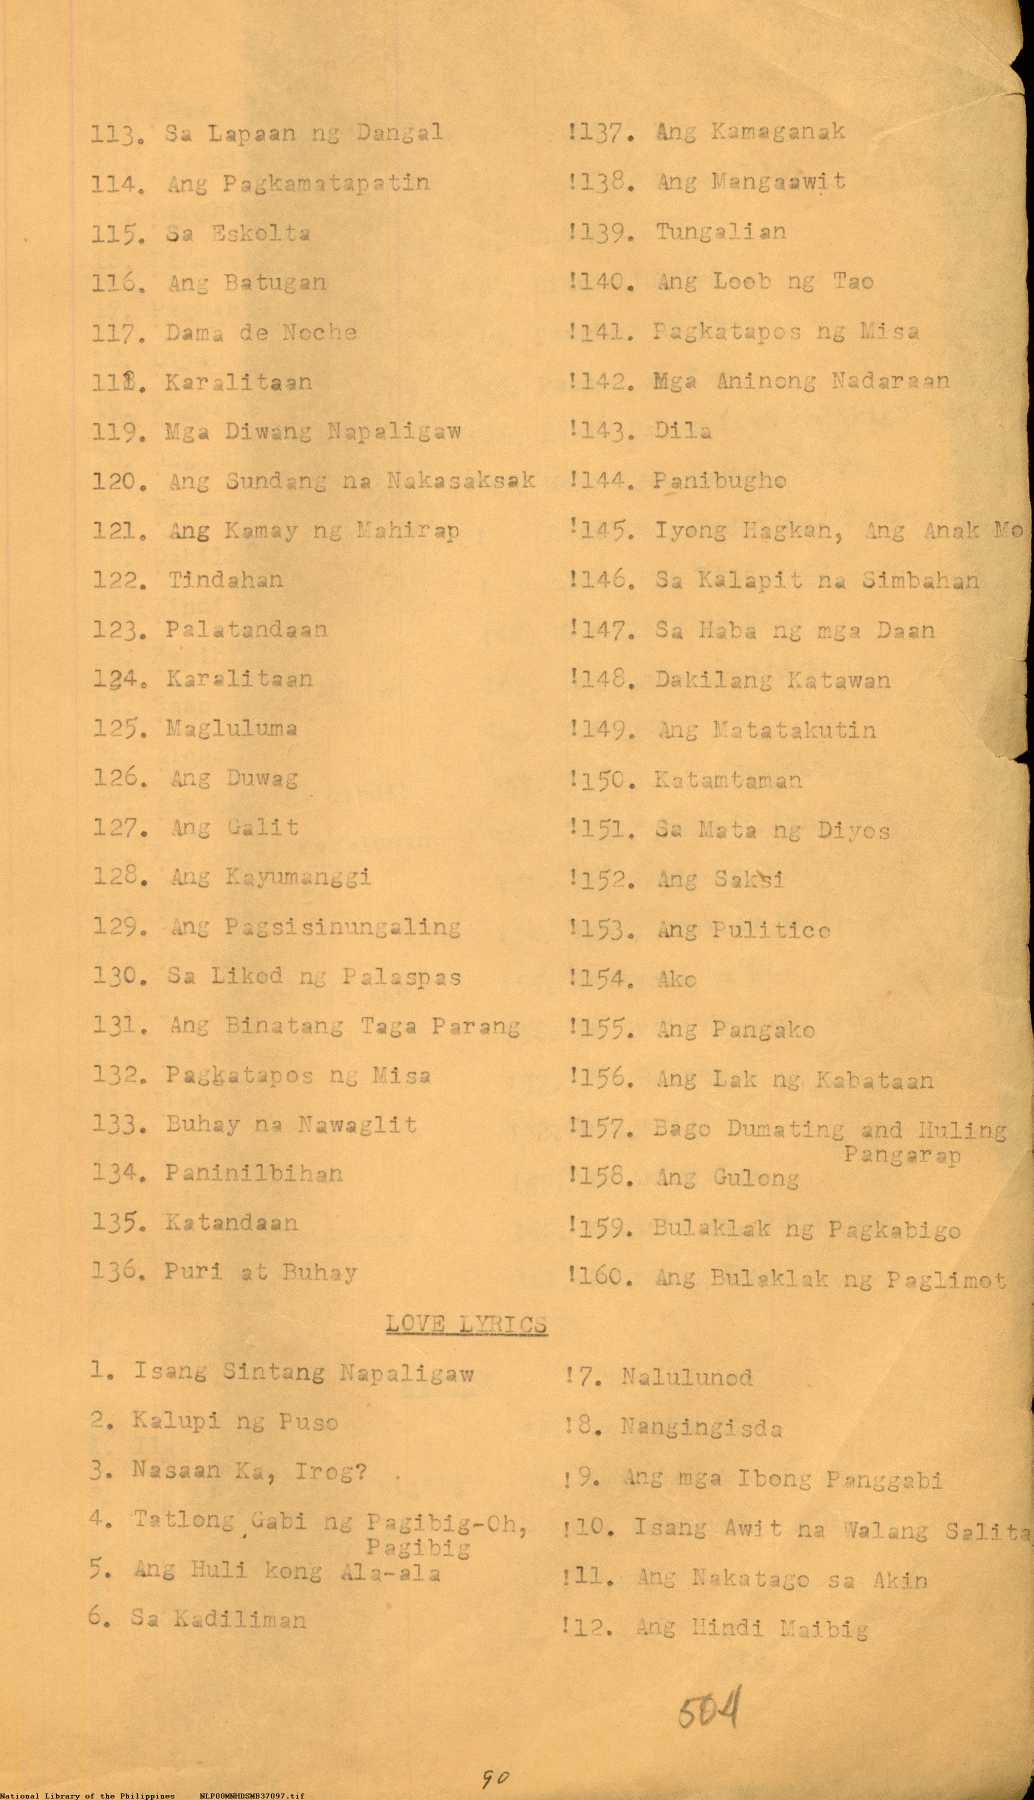 113. Sa Lapaan ng Dangal
114. Ang Pagkamatapatin
115. Sa Eskolta
116. Ang Batugan
117. Dama de Noche
118. Karalitaan
119. Mga Diwang Napaligaw
120. Ang Sundang na Nakasaksak
121. Ang Kamay ng Mahirap
122. Tindahan
123. Palatandaan
124. Karalitaan
125. Magluluma
126. Ang Duwag
127. Ang Galit
128. Ang Kayumanggi
129. Ang Pagsisinungaling
130. Sa Likod ng Palaspas
131. Ang Binatang Taga Parang
132. Pagkatapos ng Misa
133. Buhay na Nawaglit
134. Paninilbihan
135. Katandaan
136. Puri at Buhay
!137. Ang Kamaganak
!138. Ang Mangaawit
!139. Tungalian
!140. Ang Loob ng Tao
!141. Pagkatapos ng Misa
!142. Mga Aninong Nadaraan
!143. Dila
!144. Panibugho
!145. Iyong Hagkan, Ang Anak Mo
!146. Sa Kalapit na Simbahan
!147. Sa Haba ng mga Daan
!148. Dakilang Katawan
!149. Ang Matatakutin
!150. Katamtaman
!151. Sa Mata ng Diyos
!152. Ang Saksi
!153. Ang Pulitico
!154. Ako
!155. Ang Pangako
!156. Ang Lak ng Kabataan
!157. Bago Dumating and Huling
Pangarap
!158. Ang Gulong
!159. Bulaklak ng Pagkabigo
!160. Ang Bulaklak ng Paglimot
LOVE LYRICS
1. Isang Sintang Napaligaw
2. Kalupi ng Puso
3. Nasaan Ka, Irog?
4. Tatlong Gabi ng Pagibig-Oh,
Pagibig
5. Ang Huli kong Ala-ala
6. Sa Kadiliman
!7. Nalulunod
!8. Nangingisda
!9. Ang mga Ibong Panggabi
!10. Isang Awit na Walang Salita
!11. Ang Nakatago sa Akin
!12. Ang Hindi Maibig
504
90
National Library of the Philippines NLP00MNHDSMB37097.tif